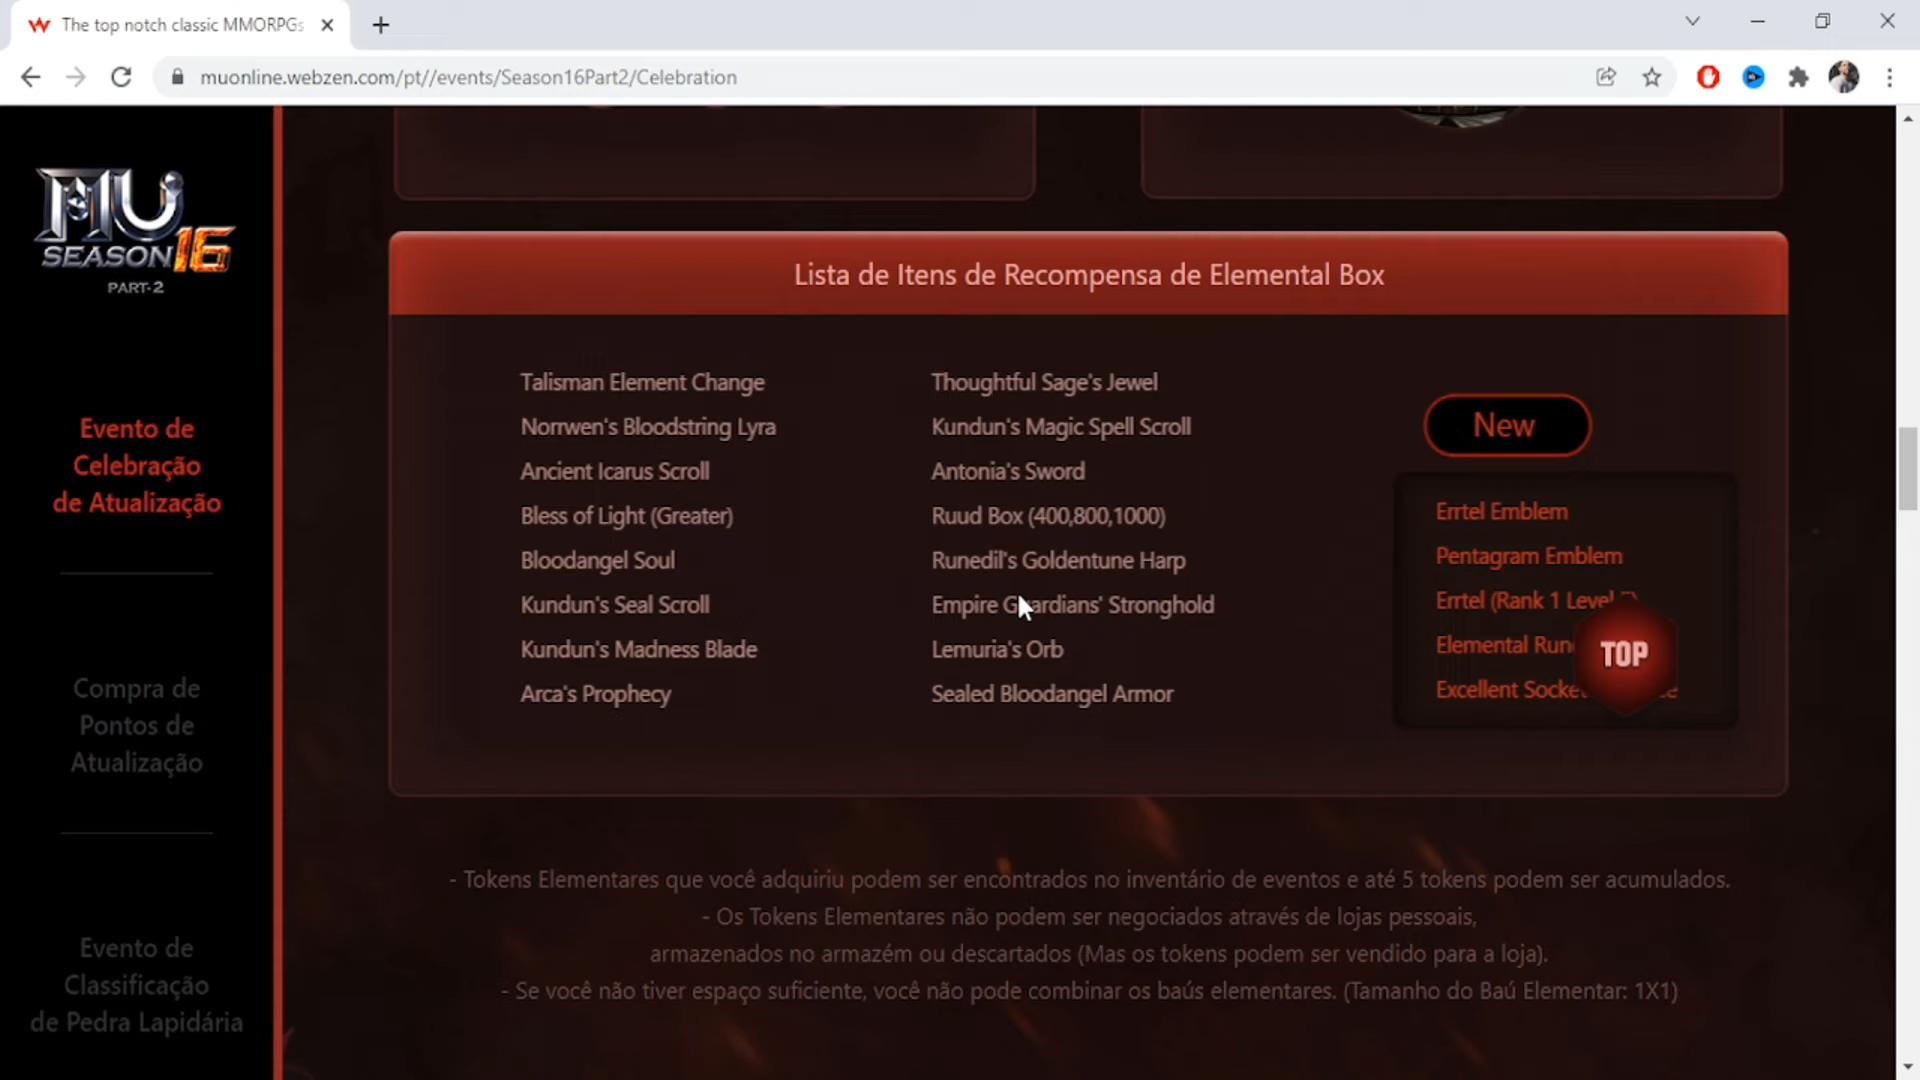 The top notch classic MMORPGs
muonline.webzen.com/pt//events/Season16Part2/Celebration
MU
SEASON 16
PART-2
Evento de
Celebração
de Atualização
Compra de
Pontos de
Atualização
Evento de
Classificação
de Pedra Lapidária
Lista de Itens de Recompensa de Elemental Box
Talisman Element Change
Norrwen's Bloodstring Lyra
Ancient Icarus Scroll
Bless of Light (Greater)
Bloodangel Soul
Kundun's Seal Scroll
Kundun's Madness Blade
Arca's Prophecy
Thoughtful Sage's Jewel
Kundun's Magic Spell Scroll
Antonia's Sword
Ruud Box (400,800,1000)
Runedil's Goldentune Harp
Empire Guardians' Stronghold
Lemuria's Orb
Sealed Bloodangel Armor
New
Errtel Emblem
Pentagram Emblem
Errtel (Rank 1 Level
Elemental
Excellent
TOP
- Tokens Elementares que você adquiriu podem ser encontrados no inventário de eventos e até 5 tokens podem ser acumulados.
- Os Tokens Elementares não podem ser negociados através de lojas pessoais,
armazenados no armazém ou descartados (Mas os tokens podem ser vendido para a loja).
- Se você não tiver espaço suficiente, você não pode combinar os baús elementares. (Tamanho do Baú Elementar: 1X1)